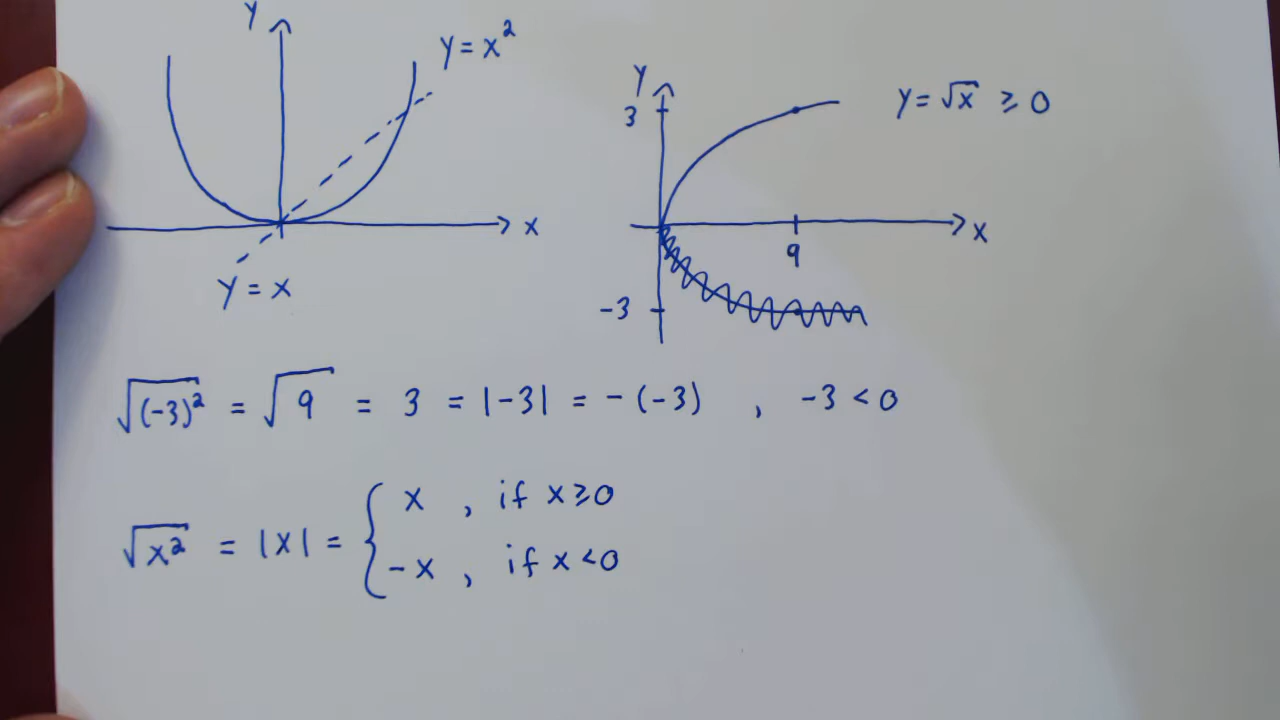 y
y = x²
x
y = x
y
3
y = √x ≥ 0
9
x
-3
√(-3)² = √9 = 3 = |-3| = -(-3) , -3 < 0
√x² = |x| = { x , if x ≥ 0
-x , if x < 0